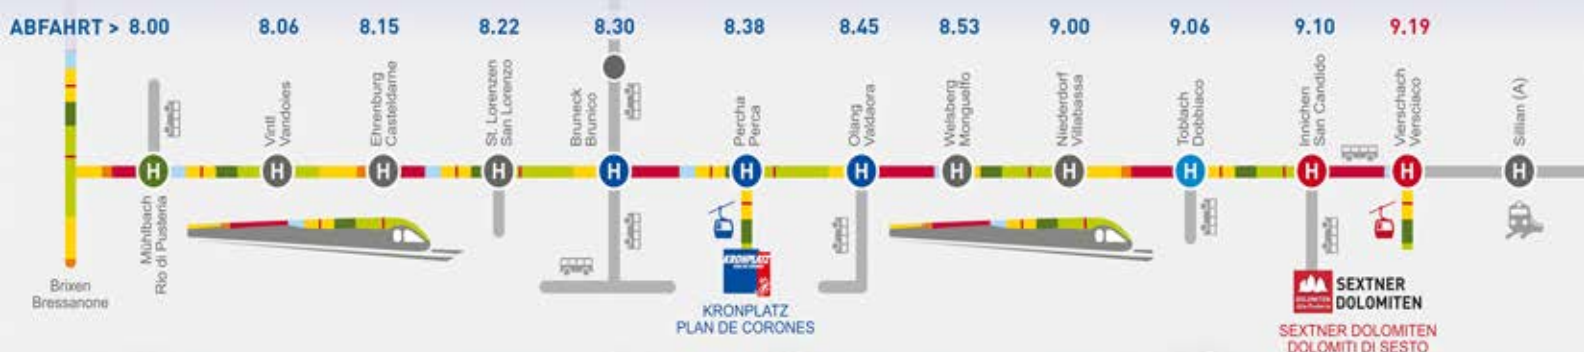 ABFAHRT > 8.00 8.06 8.15 8.22 8.30 8.38 8.45 8.53 9.00 9.06 9.10 9.19
Brixen
Bressanone
H
Mühlbach
Rio di Pusteria
Vintl
Vandoies
H
Ehrenburg
Casteldarne
H
St. Lorenzen
San Lorenzo
H
Bruneck
Brunico
H
Percha
Perca
H
KRONPLATZ
KRONPLATZ
PLAN DE CORONES
Olang
Valdaora
H
Welsberg
Monguelfo
H
Niederdorf
Villabassa
H
Toblach
Dobbiaco
H
Innichen
San Candido
H
SEXTNER
DOLOMITEN
SEXTNER DOLOMITEN
DOLOMITI DI SESTO
Vierschach
Versciaco
H
Sillian (A)
H